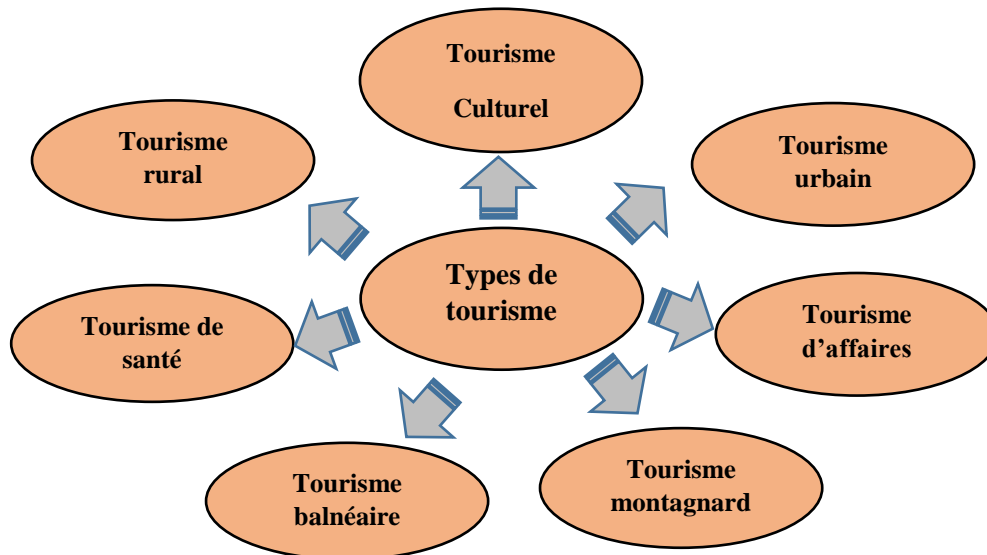 Tourisme
Culturel
Tourisme
rural
Tourisme
urbain
Types de
tourisme
Tourisme de
santé
Tourisme
d’affaires
Tourisme
balnéaire
Tourisme
montagnard